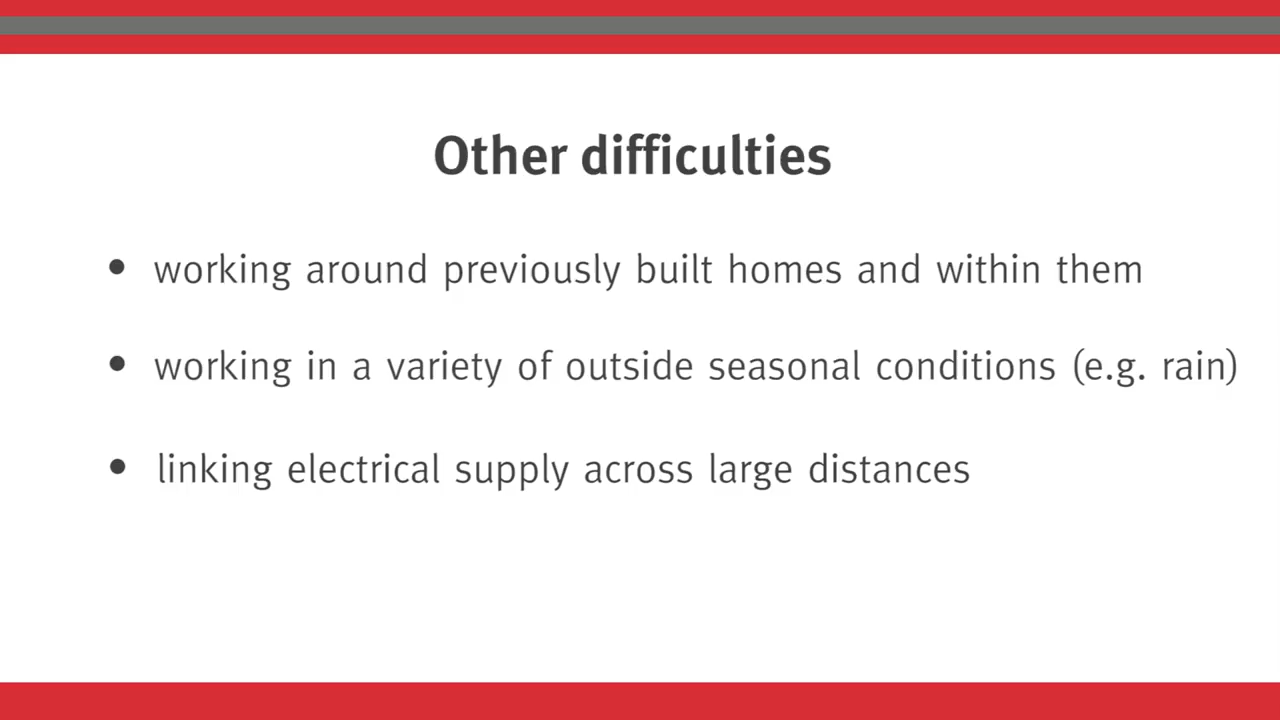 Other difficulties
• working around previously built homes and within them
• working in a variety of outside seasonal conditions (e.g. rain)
• linking electrical supply across large distances